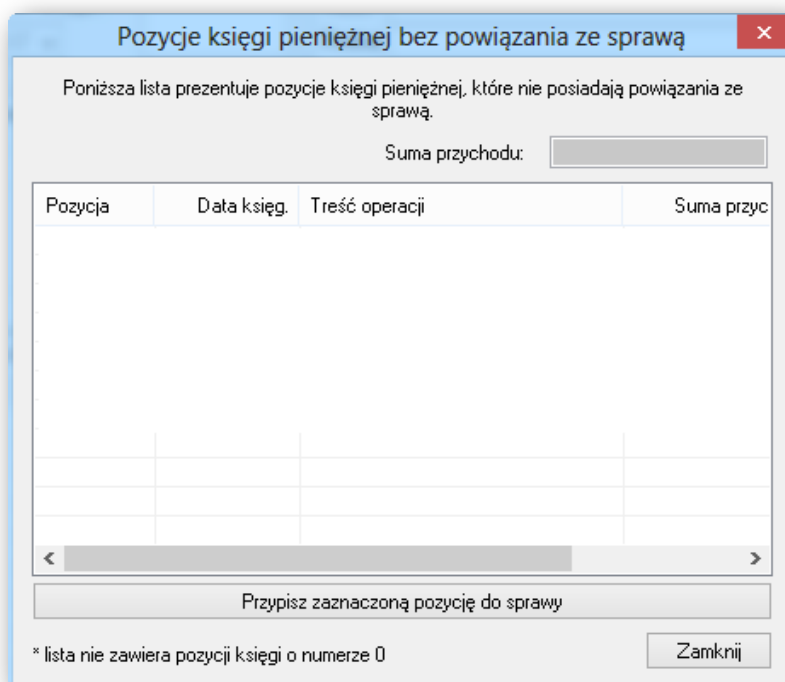 Pozycje księgi pieniężnej bez powiązania ze sprawą
Poniższa lista prezentuje pozycje księgi pieniężnej, które nie posiadają powiązania ze
sprawą.
Suma przychodu:
Pozycja Data księg. Treść operacji Suma przyc
Przypisz zaznaczoną pozycję do sprawy
* lista nie zawiera pozycji księgi o numerze 0
Zamknij